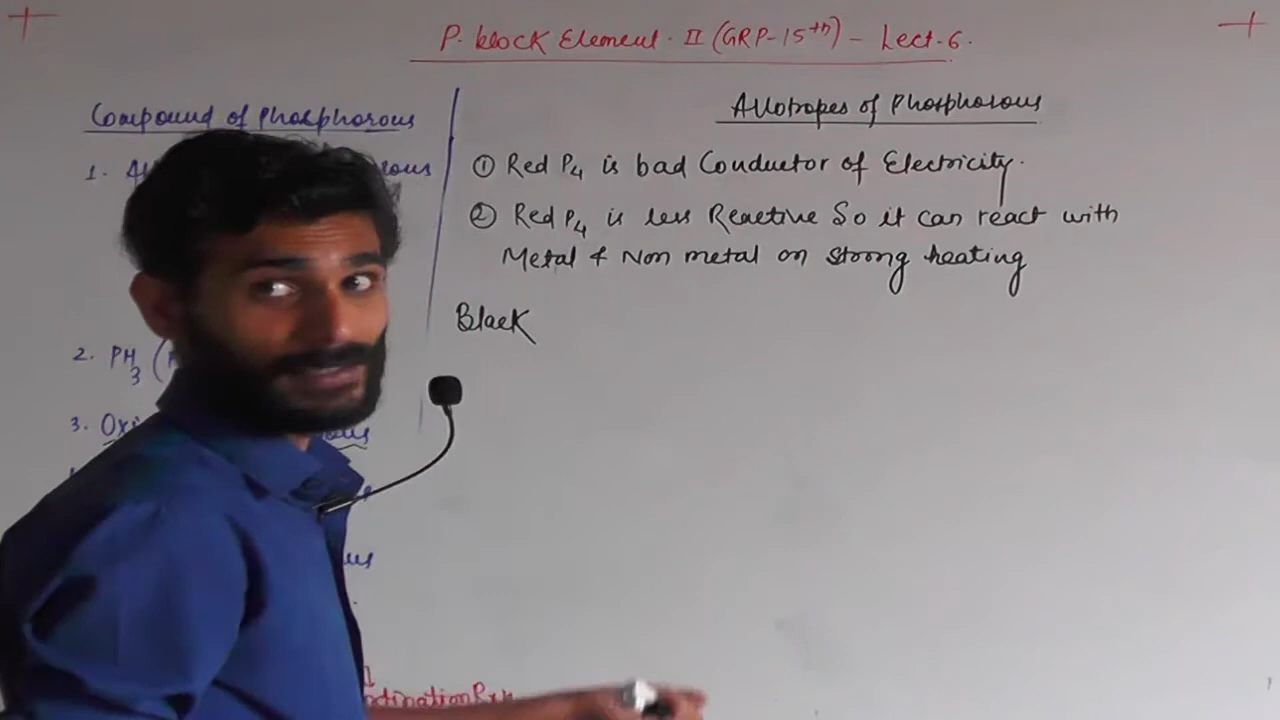 P. block Element. II (GRP-15th) - Lect. 6.
Compound of Phosphorous
1.
2. PH3 (
3.
Allotropes of Phosphorous
① Red P4 is bad Conductor of Electricity.
② Red P4 is less Reactive So it can react with
Metal & Non metal on strong heating
Black